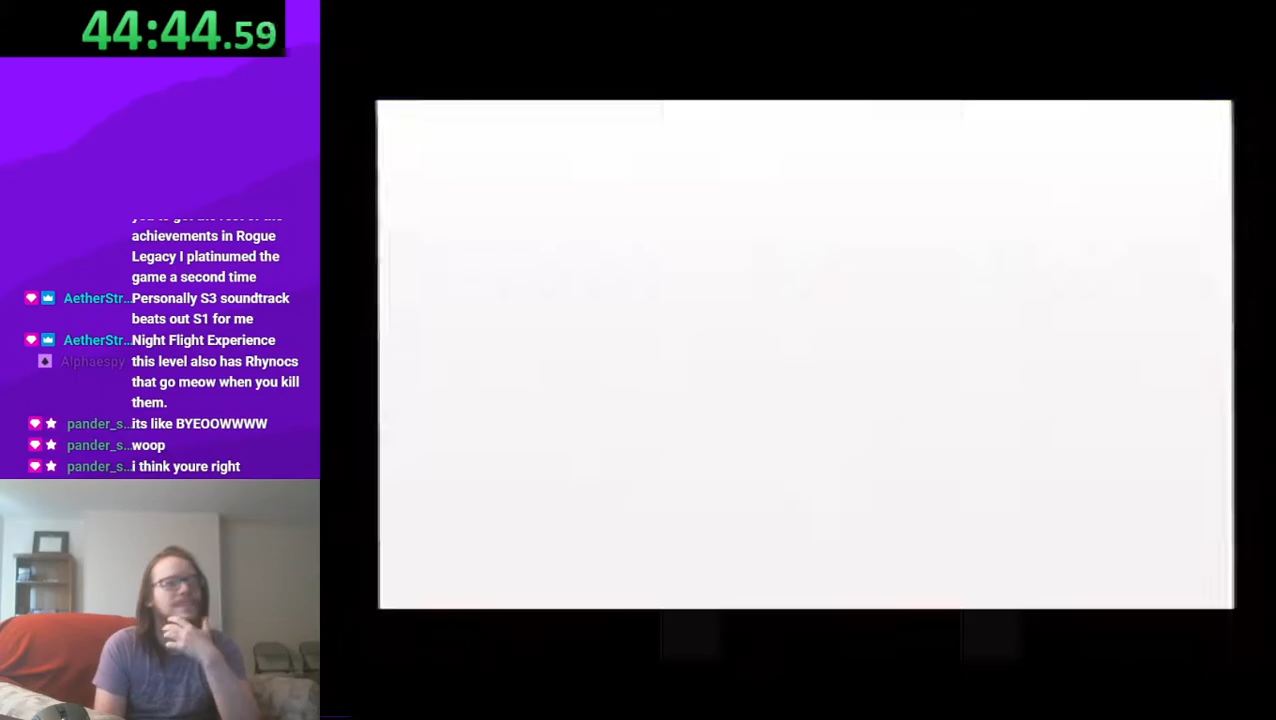 44:44.59
achievements in Rogue
Legacy I platinumed the
game a second time
AetherStr... Personally S3 soundtrack
beats out S1 for me
AetherStr... Night Flight Experience
Alphaespy this level also has Rhynocs
that go meow when you kill
them.
pander_s... its like BYEOOWWWW
pander_s... woop
pander_s... i think youre right